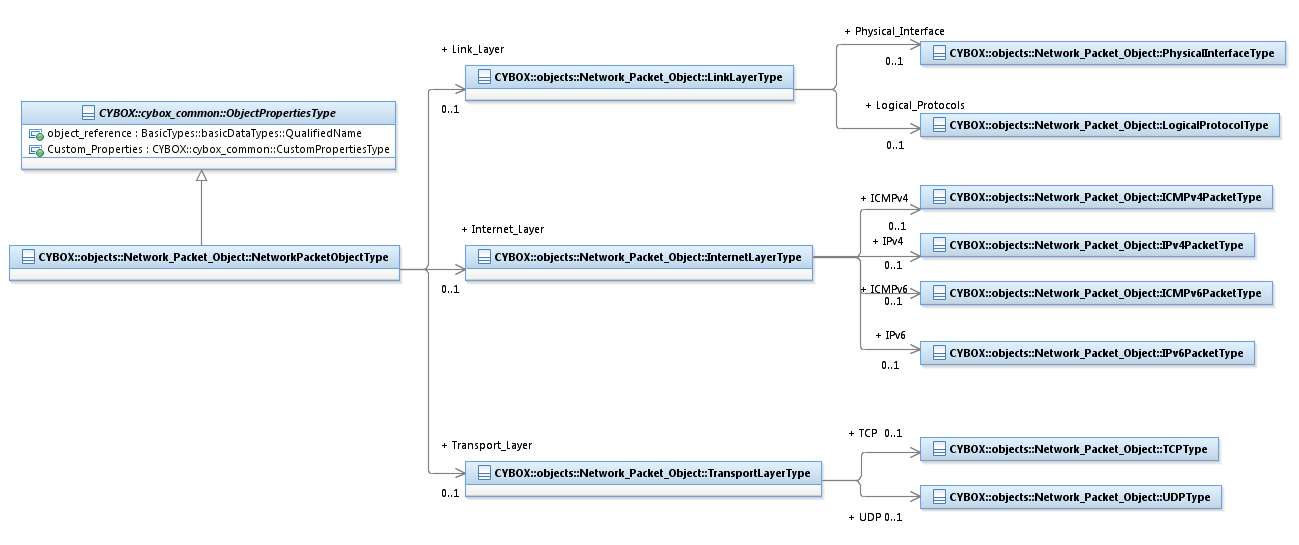 + Physical_Interface
CYBOX::objects::Network_Packet_Object::PhysicalInterfaceType
0..1
+ Link_Layer
CYBOX::objects::Network_Packet_Object::LinkLayerType
0..1
+ Logical_Protocols
CYBOX::objects::Network_Packet_Object::LogicalProtocolType
0..1
CYBOX::cybox_common::ObjectPropertiesType
object_reference : BasicTypes::basicDataTypes::QualifiedName
Custom_Properties : CYBOX::cybox_common::CustomPropertiesType
CYBOX::objects::Network_Packet_Object::NetworkPacketObjectType
+ Internet_Layer
CYBOX::objects::Network_Packet_Object::InternetLayerType
0..1
+ ICMPv4
CYBOX::objects::Network_Packet_Object::ICMPv4PacketType
0..1
+ IPv4
CYBOX::objects::Network_Packet_Object::IPv4PacketType
0..1
+ ICMPv6
CYBOX::objects::Network_Packet_Object::ICMPv6PacketType
0..1
+ IPv6
CYBOX::objects::Network_Packet_Object::IPv6PacketType
0..1
+ Transport_Layer
CYBOX::objects::Network_Packet_Object::TransportLayerType
0..1
+ TCP 0..1
CYBOX::objects::Network_Packet_Object::TCPType
CYBOX::objects::Network_Packet_Object::UDPType
+ UDP 0..1